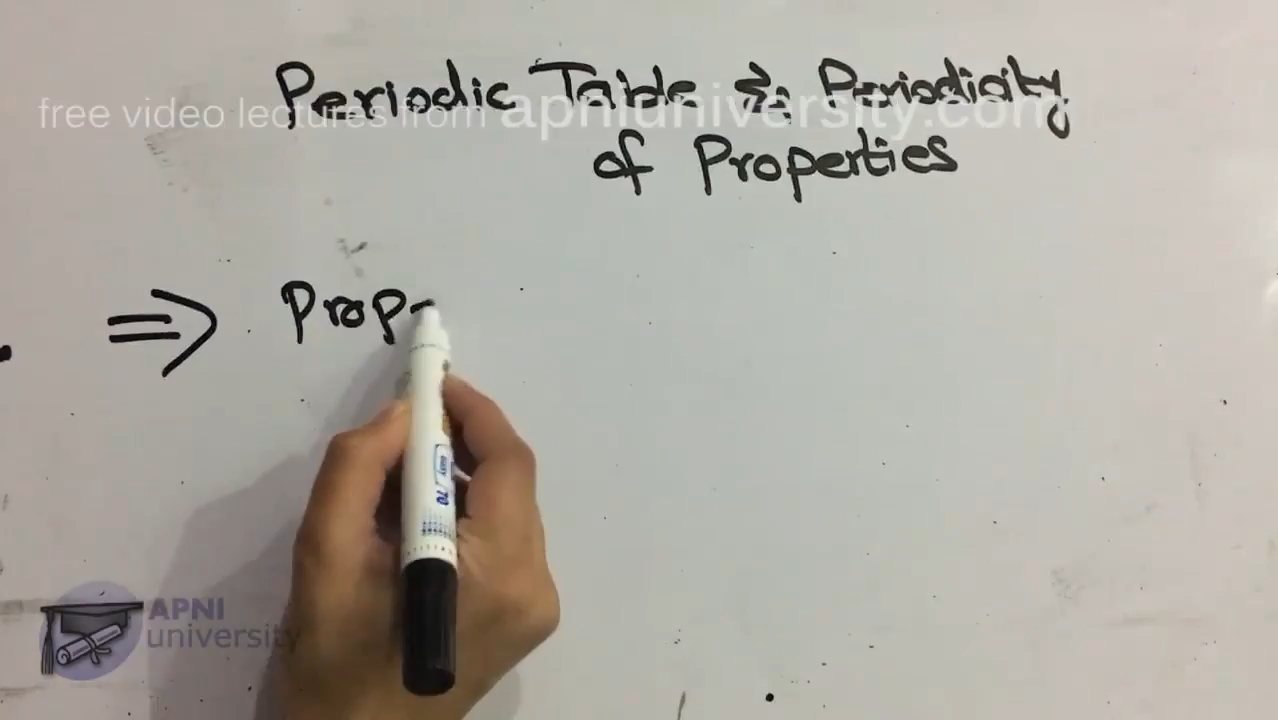 Periodic Table & Periodicity
free video lectures from apniuniversity.com
of Properties
⇒ Prop
APNI
university